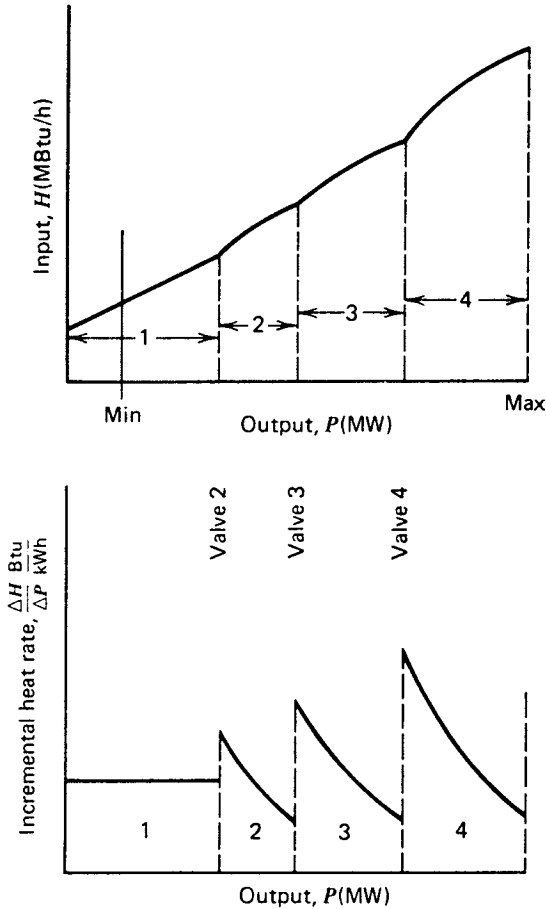 Input, H(MBtu/h)
1
2
3
4
Min
Max
Output, P(MW)
Valve 2
Valve 3
Valve 4
Incremental heat rate, ΔH/ΔP Btu/kWh
1
2
3
4
Output, P(MW)